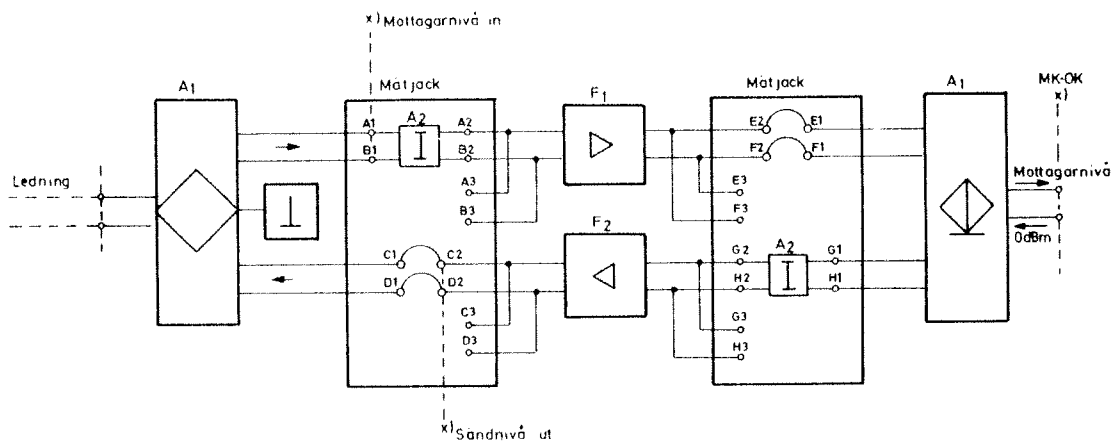 x) Mottagarnivå in
A1
Mätjack
F1
Mätjack
A1
MK-OK
x)
A1
A2
A2
E2
E1
B1
B2
F2
F1
Ledning
A3
E3
Mottagarnivå
B3
F3
F2
0dBm
C1
C2
G2
A2
G1
D1
D2
H2
H1
C3
G3
D3
H3
x) Sändnivå ut